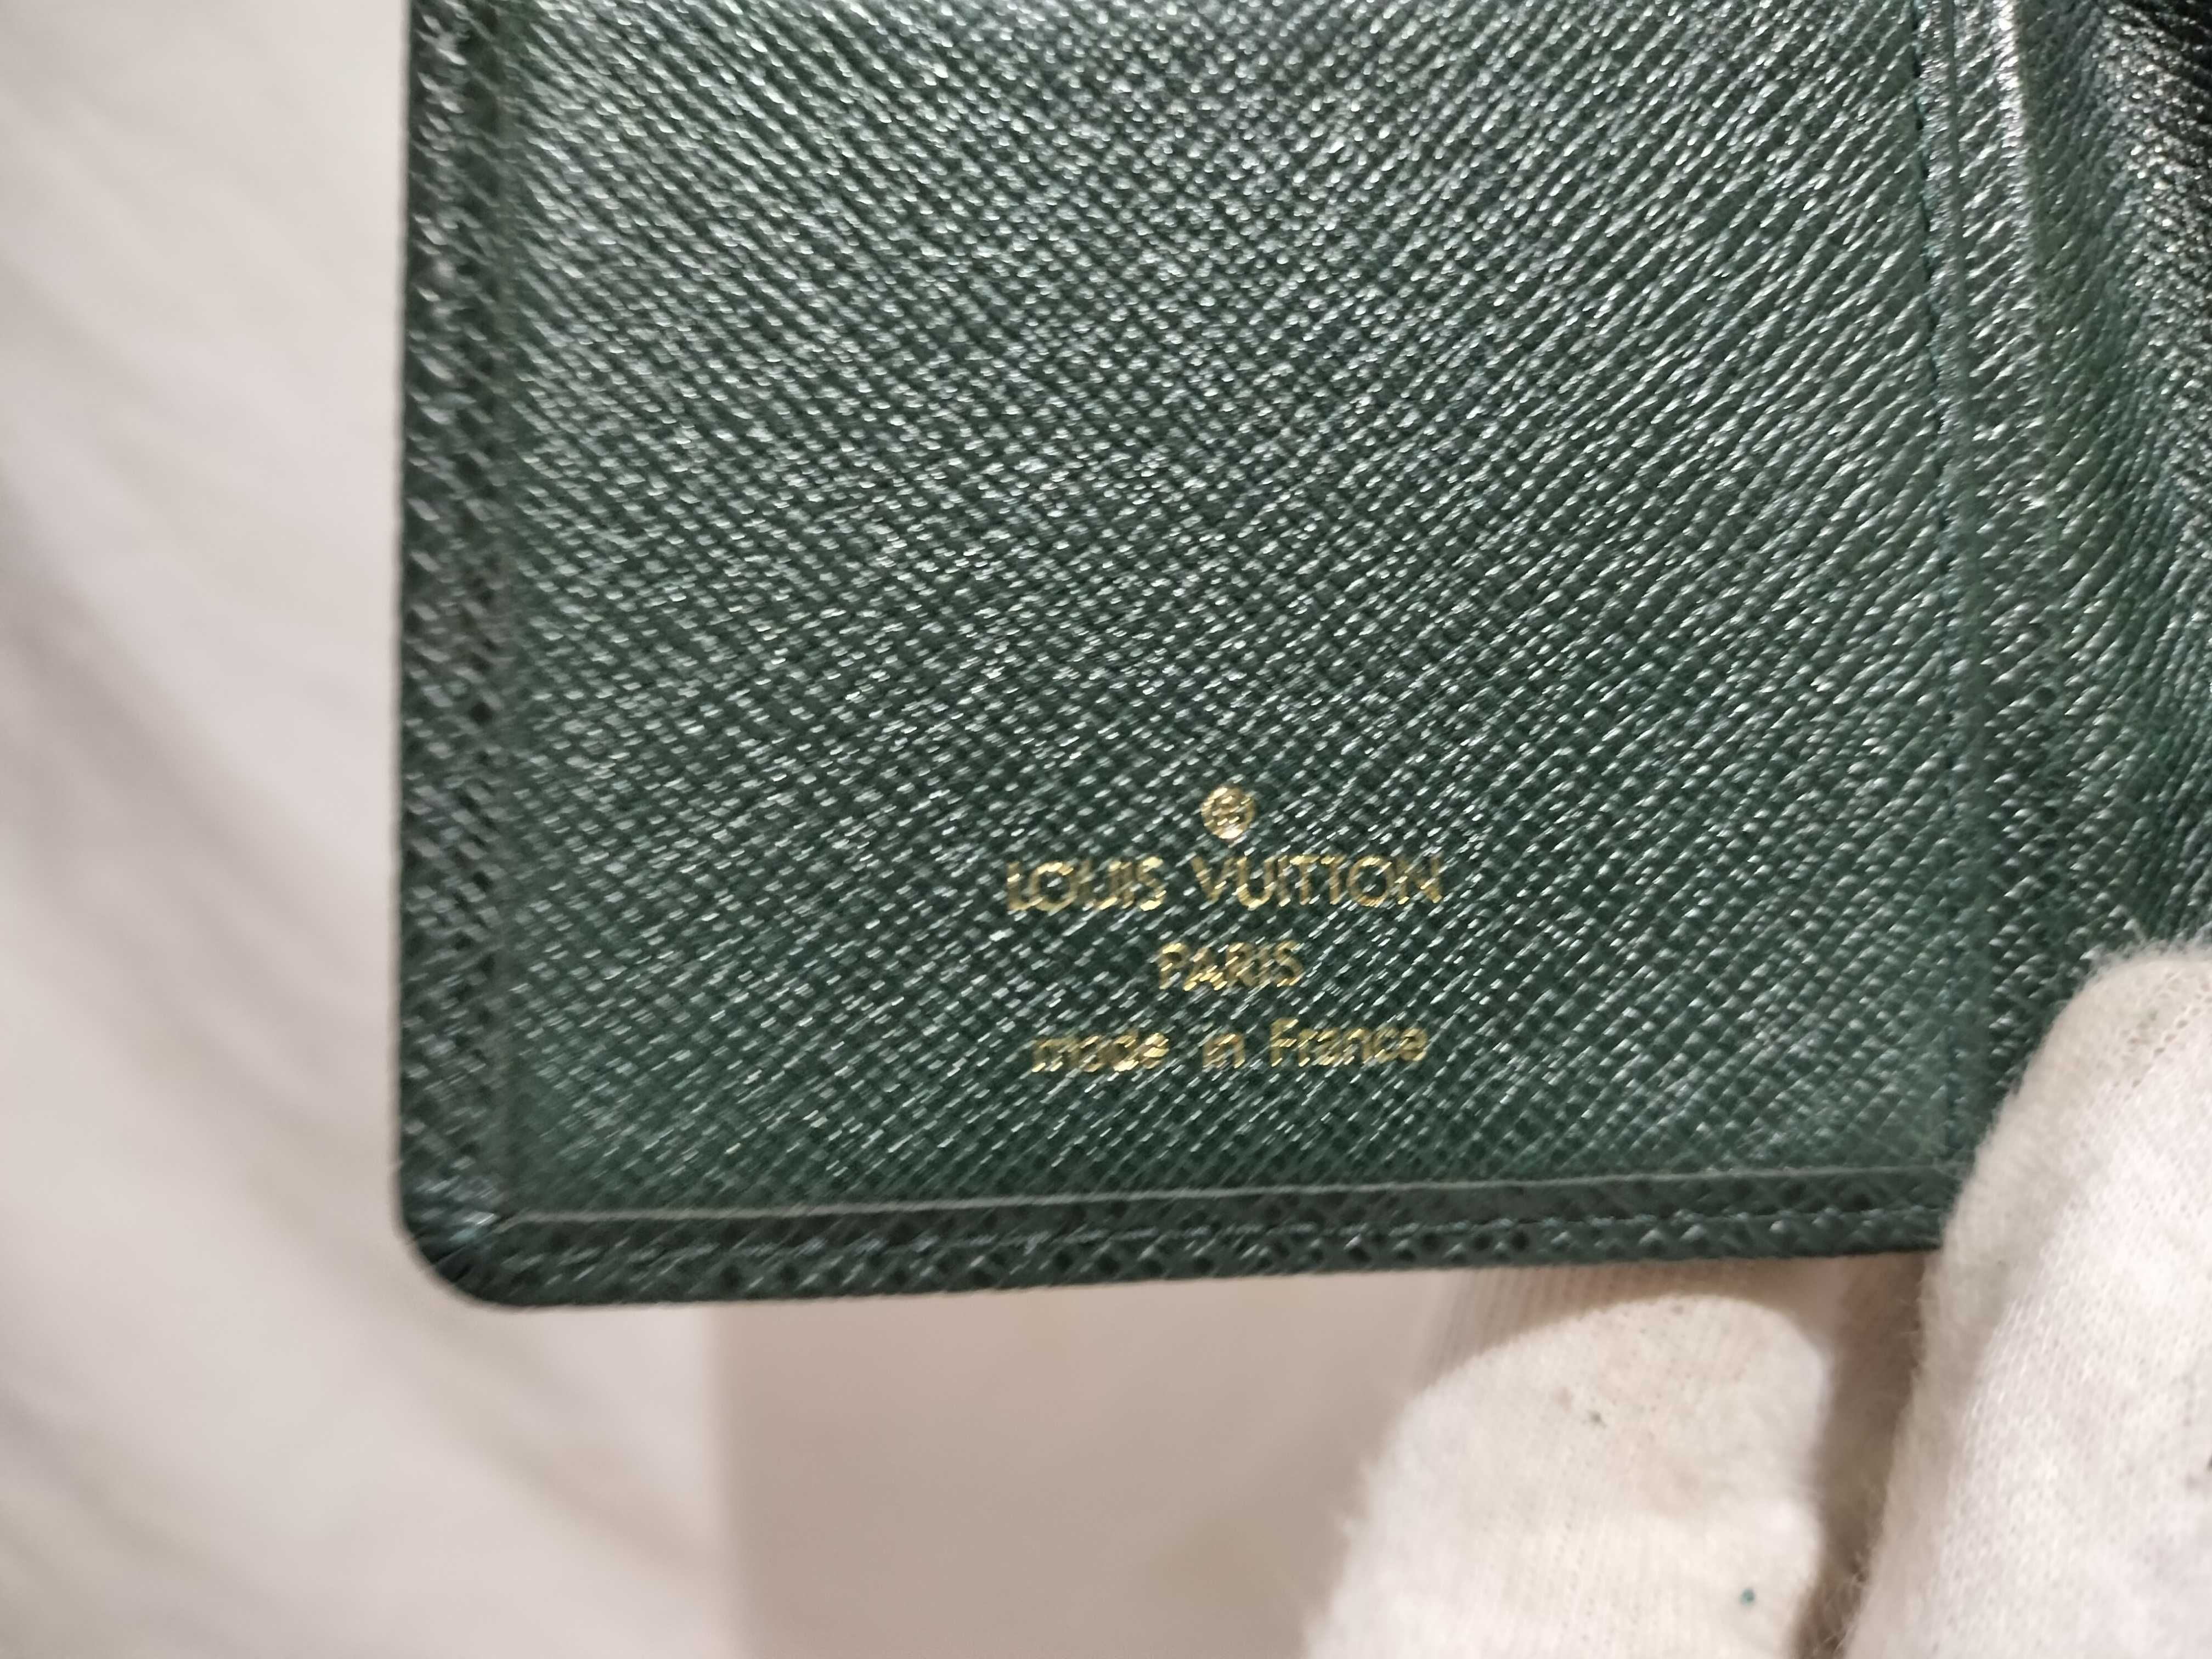 ®
LOUIS VUITTON
PARIS
made in France